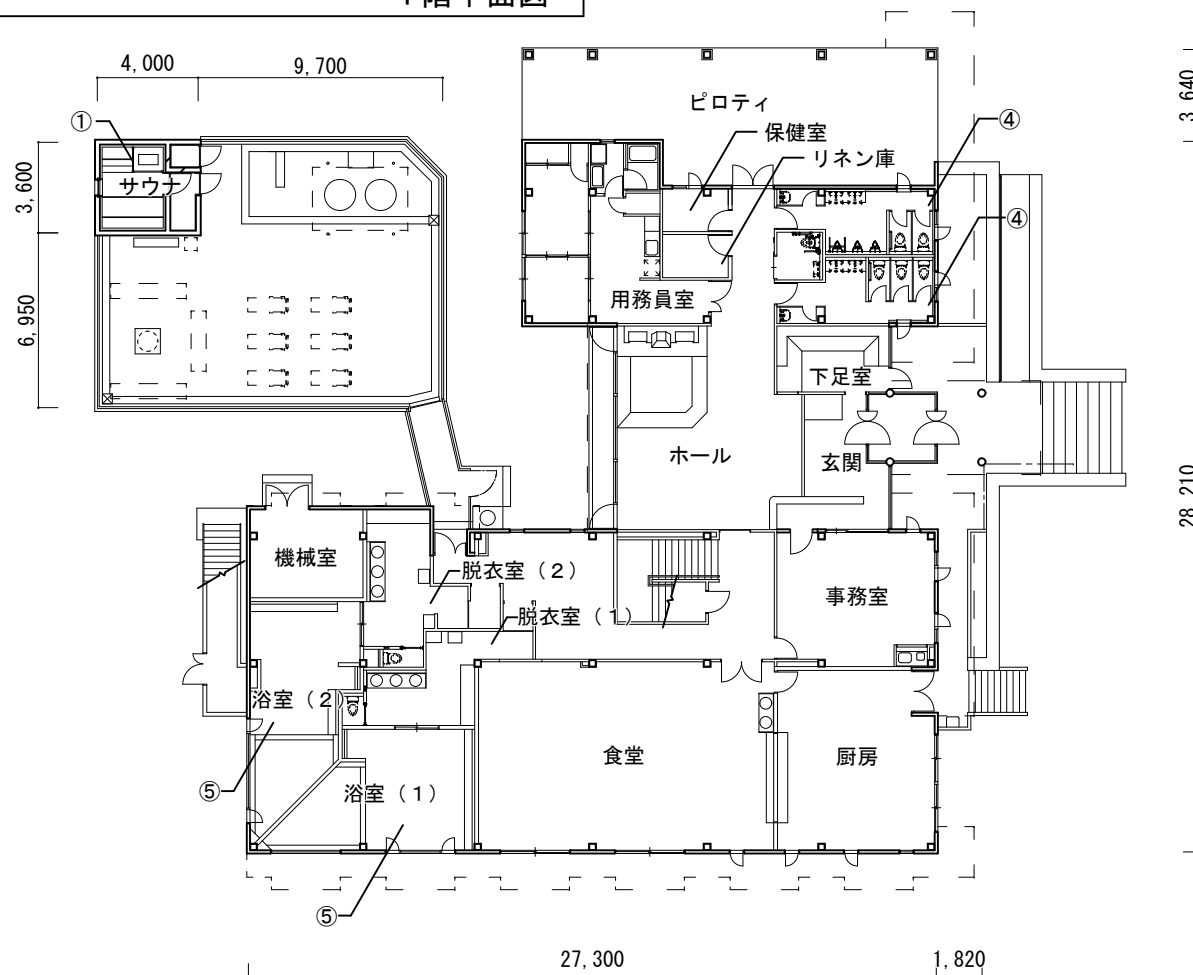 1階平面図
4,000
9,700
3,640
①
ピロティ
保健室
④
リネン庫
サウナ
3,600
④
用務員室
6,950
下足室
ホール
玄関
28,210
機械室
脱衣室(2)
事務室
脱衣室(1)
浴室(2)
食堂
厨房
⑤
浴室(1)
⑤
27,300
1,820